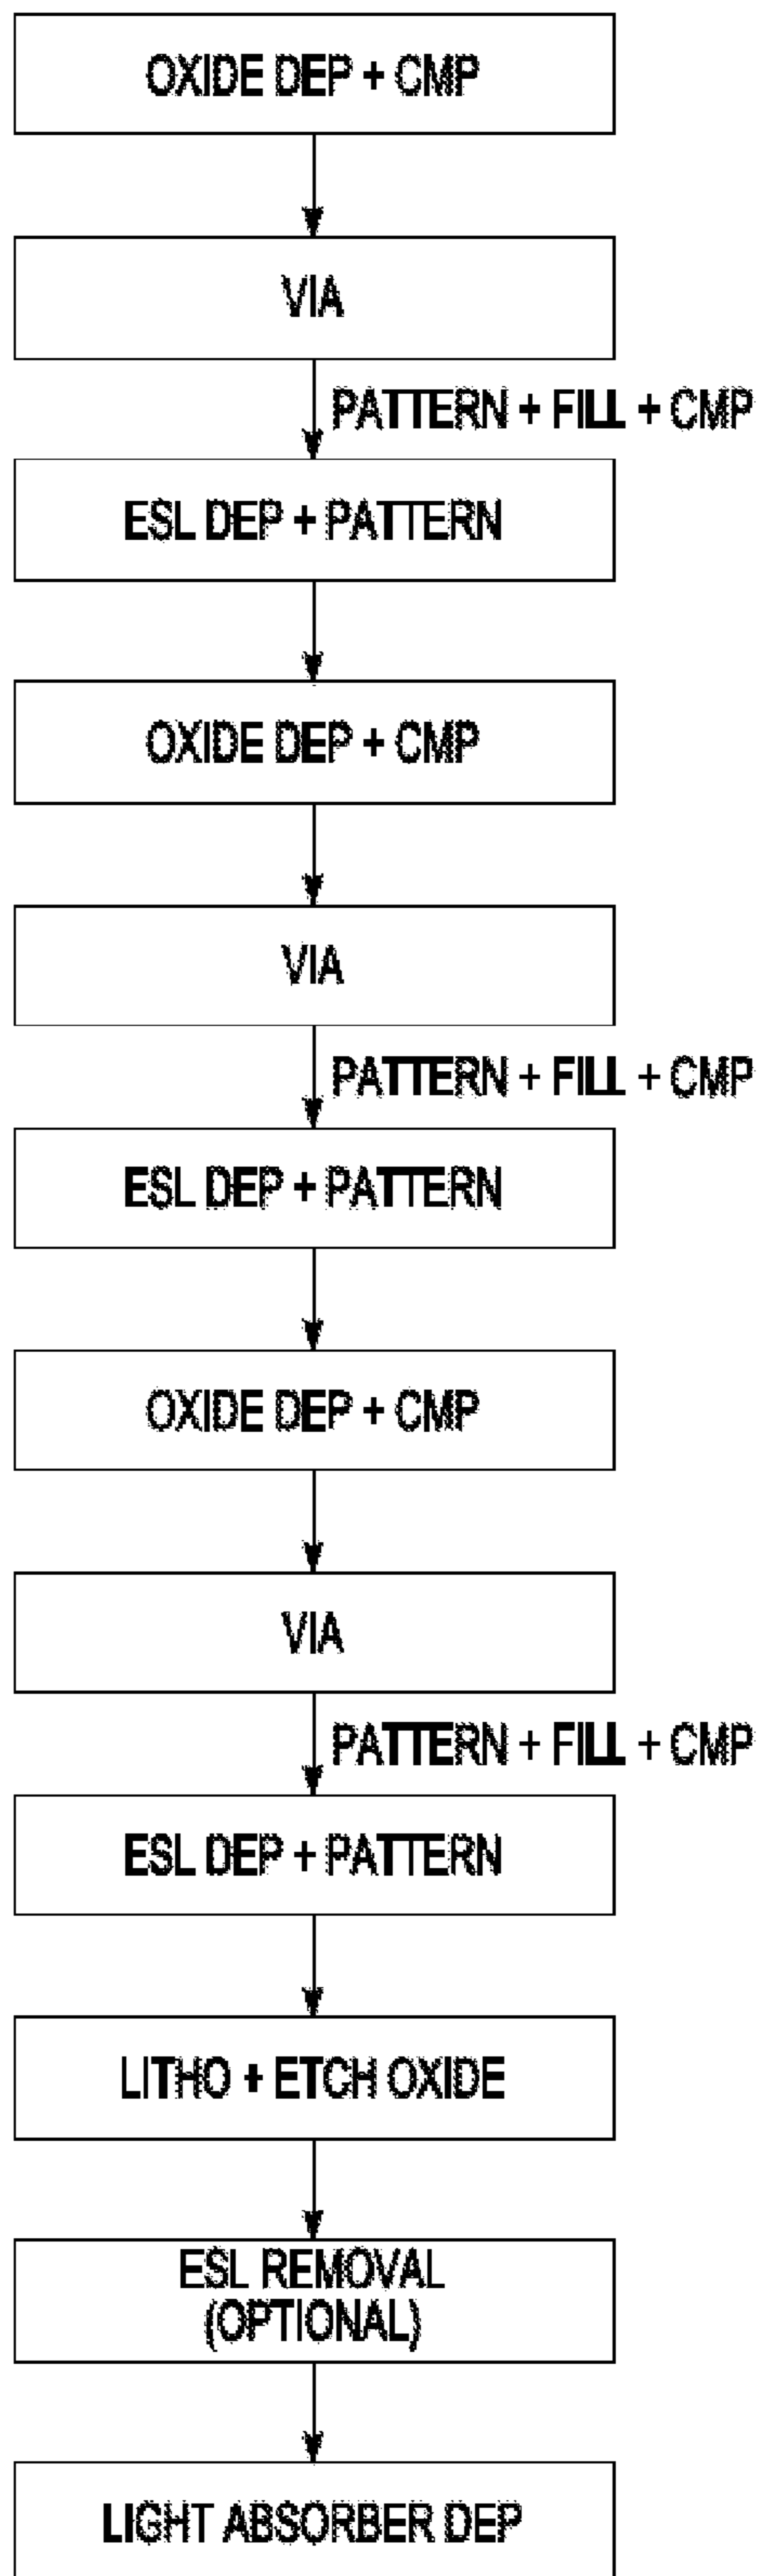 OXIDE DEP + CMP
VIA
PATTERN + FILL + CMP
ESL DEP + PATTERN
OXIDE DEP + CMP
VIA
PATTERN + FILL + CMP
ESL DEP + PATTERN
OXIDE DEP + CMP
VIA
PATTERN + FILL + CMP
ESL DEP + PATTERN
LITHO + ETCH OXIDE
ESL REMOVAL
(OPTIONAL)
LIGHT ABSORBER DEP